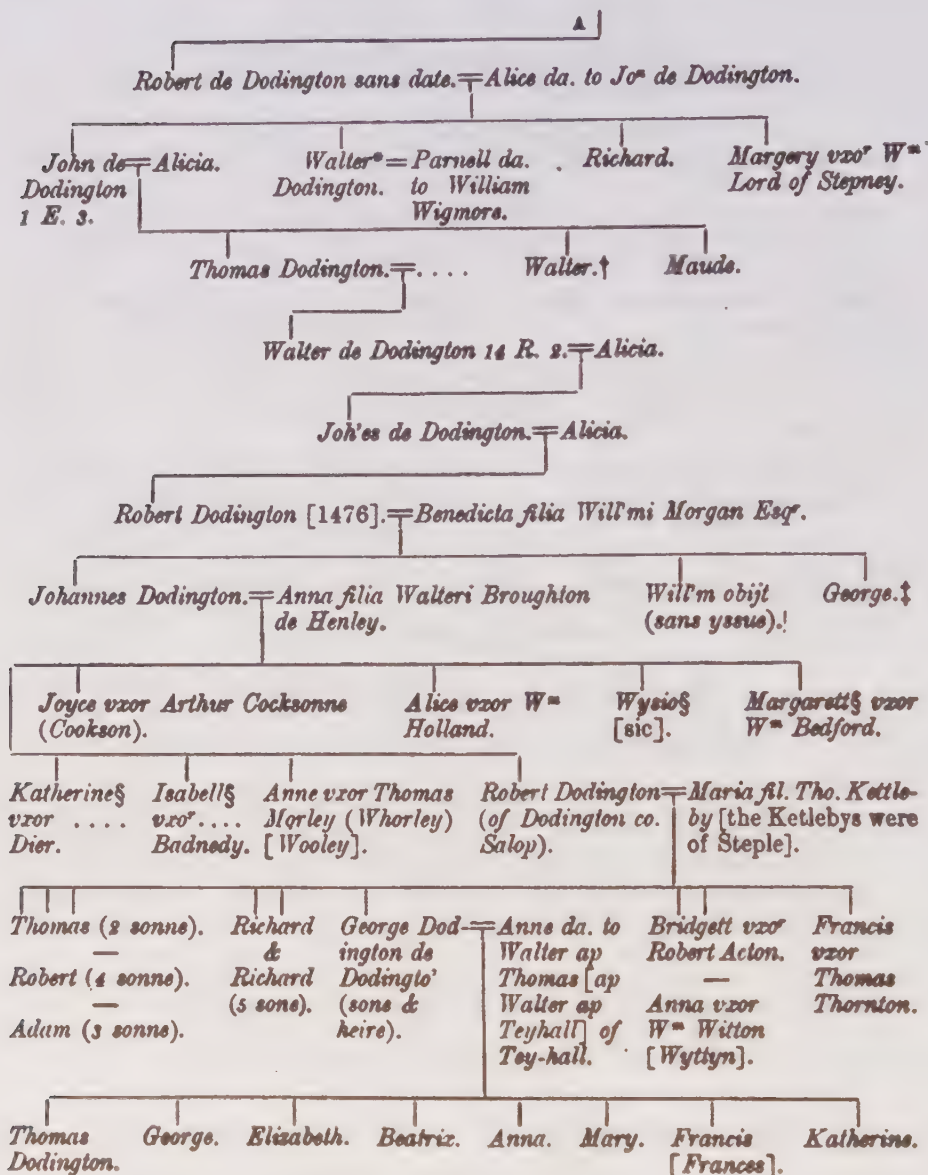 A
Robert de Dodington sans date. = Alice da. to Joⁿ de Dodington.
John de = Alicia.
Dodington
1 E. 3.
Walter* = Parnell da.
Dodington. to William
Wigmore.
Richard.
Margery vxoʳ Wᵐ
Lord of Stepney.
Thomas Dodington. = . . . .
Walter.†
Maude.
Walter de Dodington 14 R. 2. = Alicia.
Joh'es de Dodington. = Alicia.
Robert Dodington [1476]. = Benedicta filia Will'mi Morgan Esqʳ.
Johannes Dodington. = Anna filia Walteri Broughton
de Henley.
Will'm obijt
(sans yssue).!
George.‡
Joyce vxor Arthur Cocksonne
(Cookson).
Alice vxor Wᵐ
Holland.
Wysio§
[sic].
Margarett§ vxor
Wᵐ Bedford.
Katherine§
vxor . . . .
Dier.
Isabell§
vxoʳ . . . .
Badnedy.
Anne vxor Thomas
Morley (Whorley)
[Wooley].
Robert Dodington = Maria fil. Tho. Kettle-
(of Dodington co. by [the Ketlebys were
Salop). of Steple].
Thomas (2 sonne).
—
Robert (4 sonne).
—
Adam (3 sonne).
Richard
&
Richard
(5 sone).
George Dod- =
ington de
Dodingto'
(sone &
heire).
Anne da. to
Walter ap
Thomas [ap
Walter ap
Teyhall] of
Tey-hall.
Bridgett vxoʳ
Robert Acton.
—
Anna vxor
Wᵐ Witton
[Wyttyn].
Francis
vxor
Thomas
Thornton.
Thomas
Dodington.
George.
Elizabeth.
Beatrix.
Anna.
Mary.
Francis
[Frances].
Katherine.